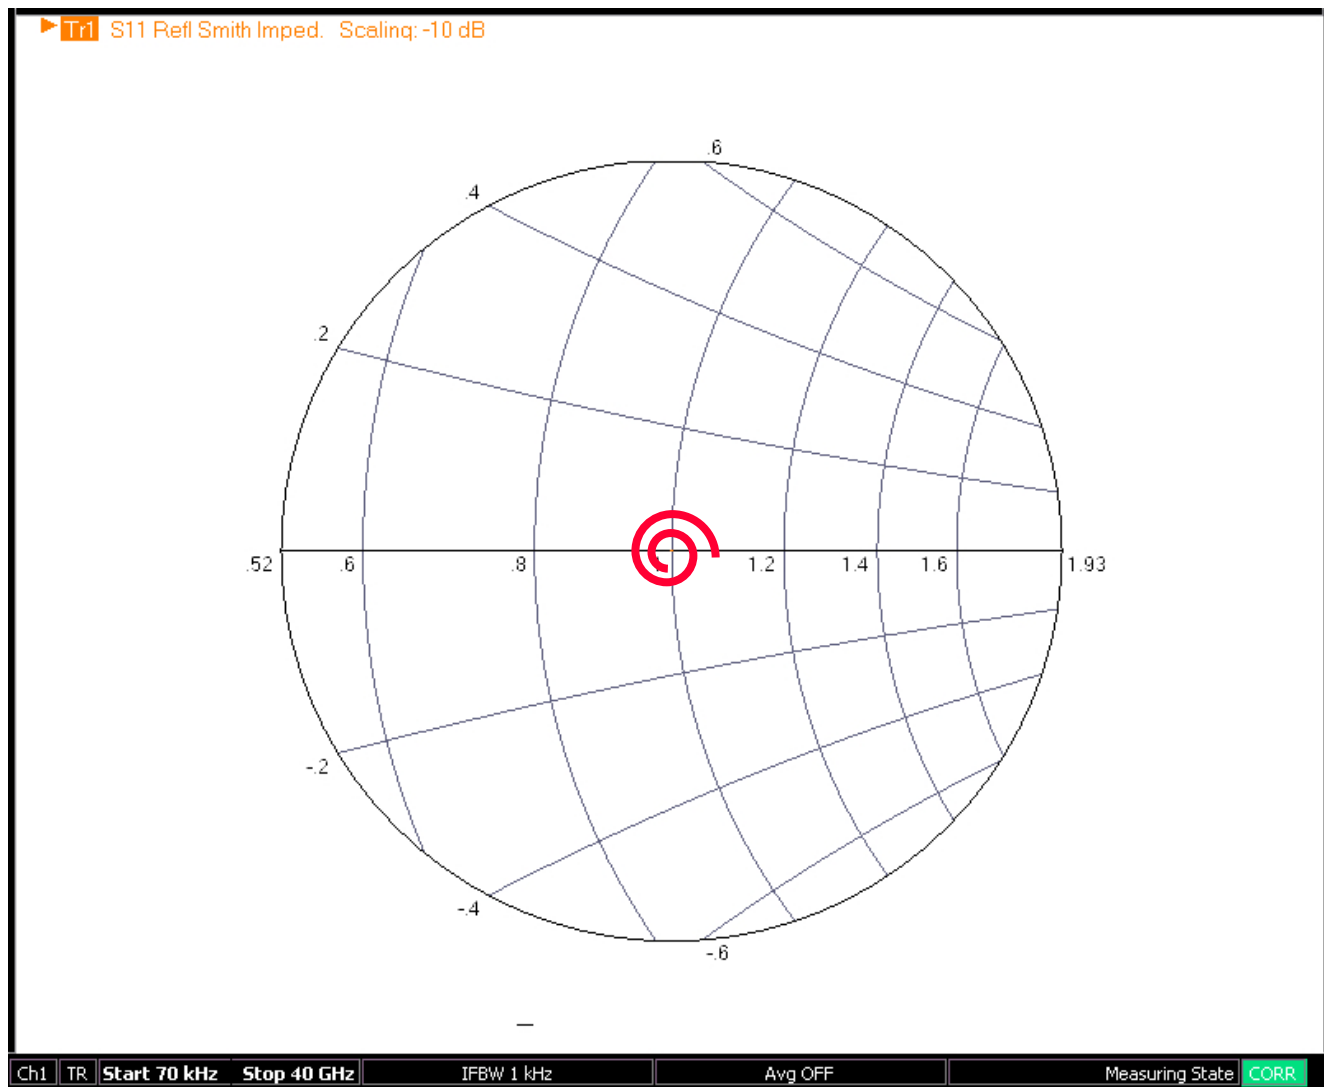 Tr1 S11 Refl Smith Imped. Scaling: -10 dB
.6
.4
.2
.52 .6 .8 1.2 1.4 1.6 1.93
-.2
-.4
-.6
Ch1 TR Start 70 kHz Stop 40 GHz IFBW 1 kHz Avg OFF Measuring State CORR